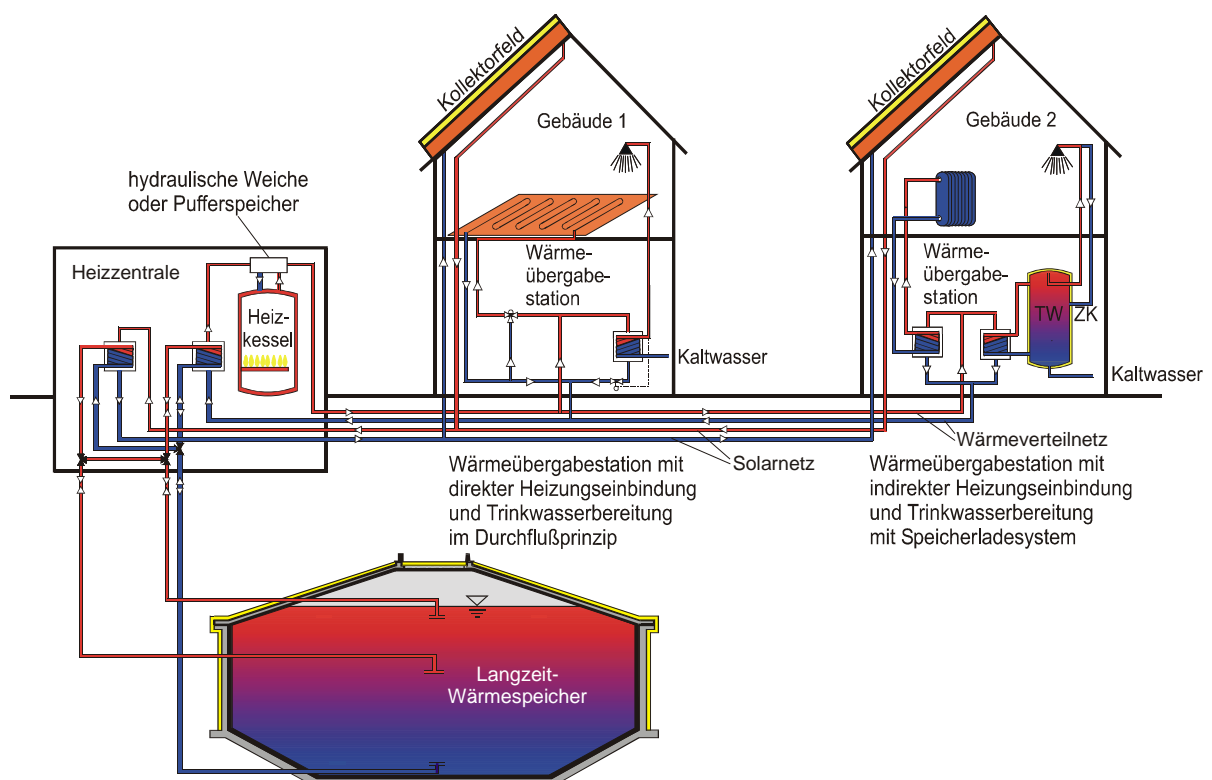 Kollektorfeld
Gebäude 1
Kollektorfeld
Gebäude 2
hydraulische Weiche
oder Pufferspeicher
Heizzentrale
Heiz-
kessel
Wärme-
übergabe-
station
Kaltwasser
Wärme-
übergabe-
station
TW
ZK
Kaltwasser
Wärmeverteilnetz
Solarnetz
Wärmeübergabestation mit
direkter Heizungseinbindung
und Trinkwasserbereitung
im Durchflußprinzip
Wärmeübergabestation mit
indirekter Heizungseinbindung
und Trinkwasserbereitung
mit Speicherladesystem
Langzeit-
Wärmespeicher